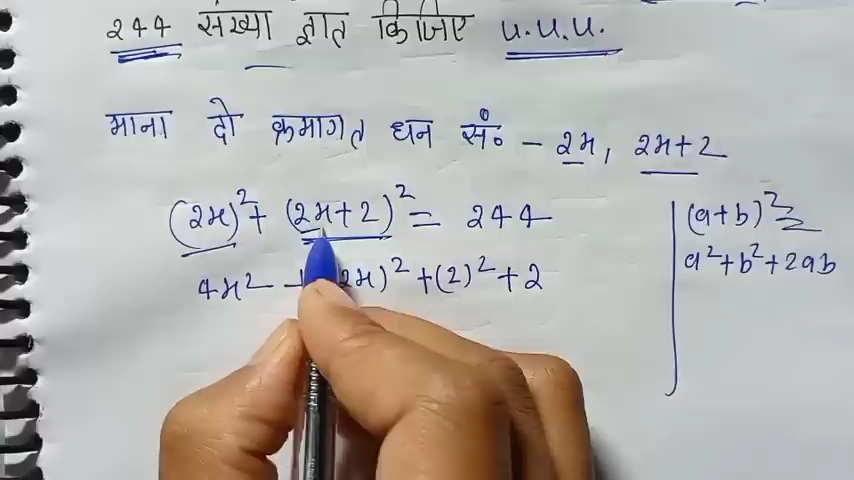 244 संख्या ज्ञात किजिए u.u.u.
माना दो क्रमागत धन सं० - 2x, 2x+2
(2x)²+ (2x+2)² = 244
4x² + (2x)² +(2)² +2
(a+b)² =
a²+b²+2ab